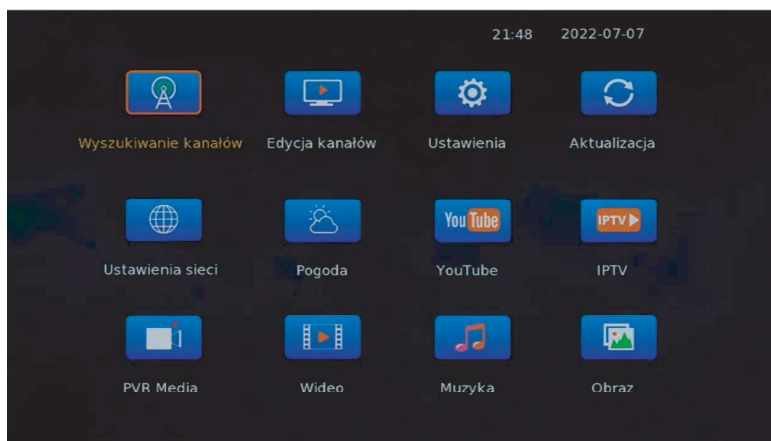 21:48 2022-07-07
Wyszukiwanie kanałów Edycja kanałów Ustawienia Aktualizacja
You Tube IPTV
Ustawienia sieci Pogoda YouTube IPTV
PVR Media Wideo Muzyka Obraz